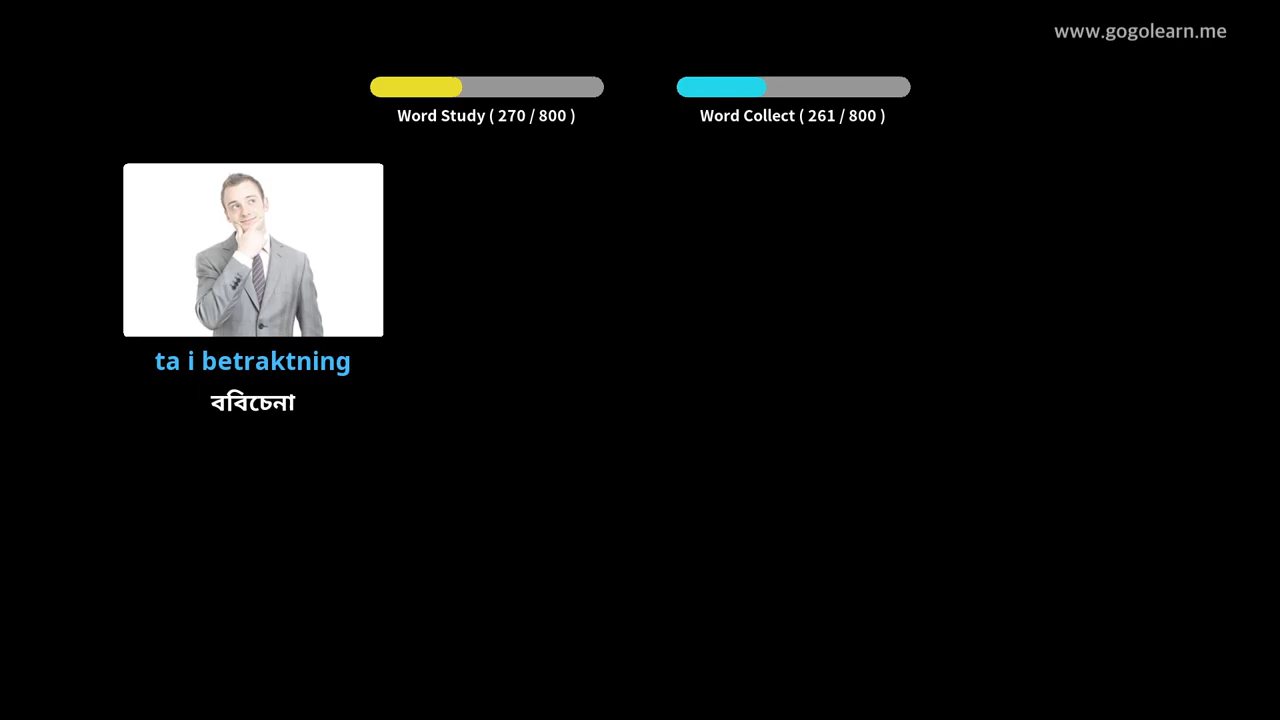 www.gogolearn.me
Word Study ( 270 / 800 )
Word Collect ( 261 / 800 )
ta i betraktning
ববিচেনা